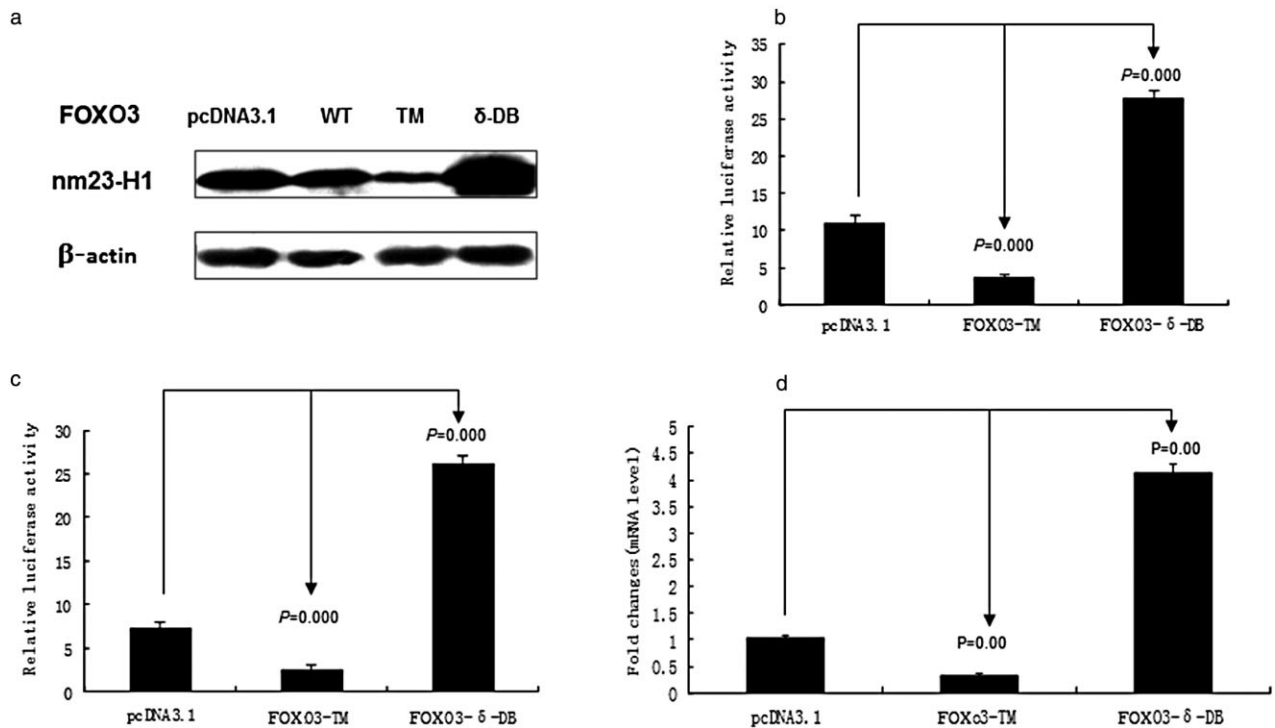 a
FOXO3 pcDNA3.1 WT TM δ-DB
nm23-H1
β-actin
b
Relative luciferase activity
35
30
25
20
15
10
5
0
P=0.000
P=0.000
pcDNA3.1 FOXO3-TM FOXO3-δ-DB
c
Relative luciferase activity
30
25
20
15
10
5
0
P=0.000
P=0.000
pcDNA3.1 FOXO3-TM FOXO3-δ-DB
d
Fold changes(mRNA level)
5
4.5
4
3.5
3
2.5
2
1.5
1
0.5
0
P=0.00
P=0.00
pcDNA3.1 FOXo3-TM FOXO3-δ-DB